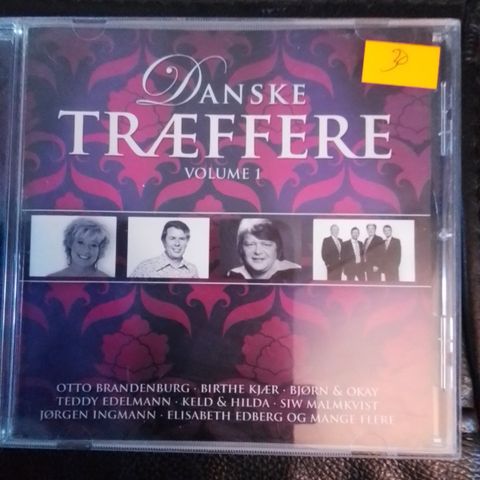 30
DANSKE
TRÆFFERE
VOLUME 1
OTTO BRANDENBURG · BIRTHE KJÆR · BJØRN & OKAY
TEDDY EDELMANN · KELD & HILDA · SIW MALMKVIST
JØRGEN INGMANN · ELISABETH EDBERG OG MANGE FLERE